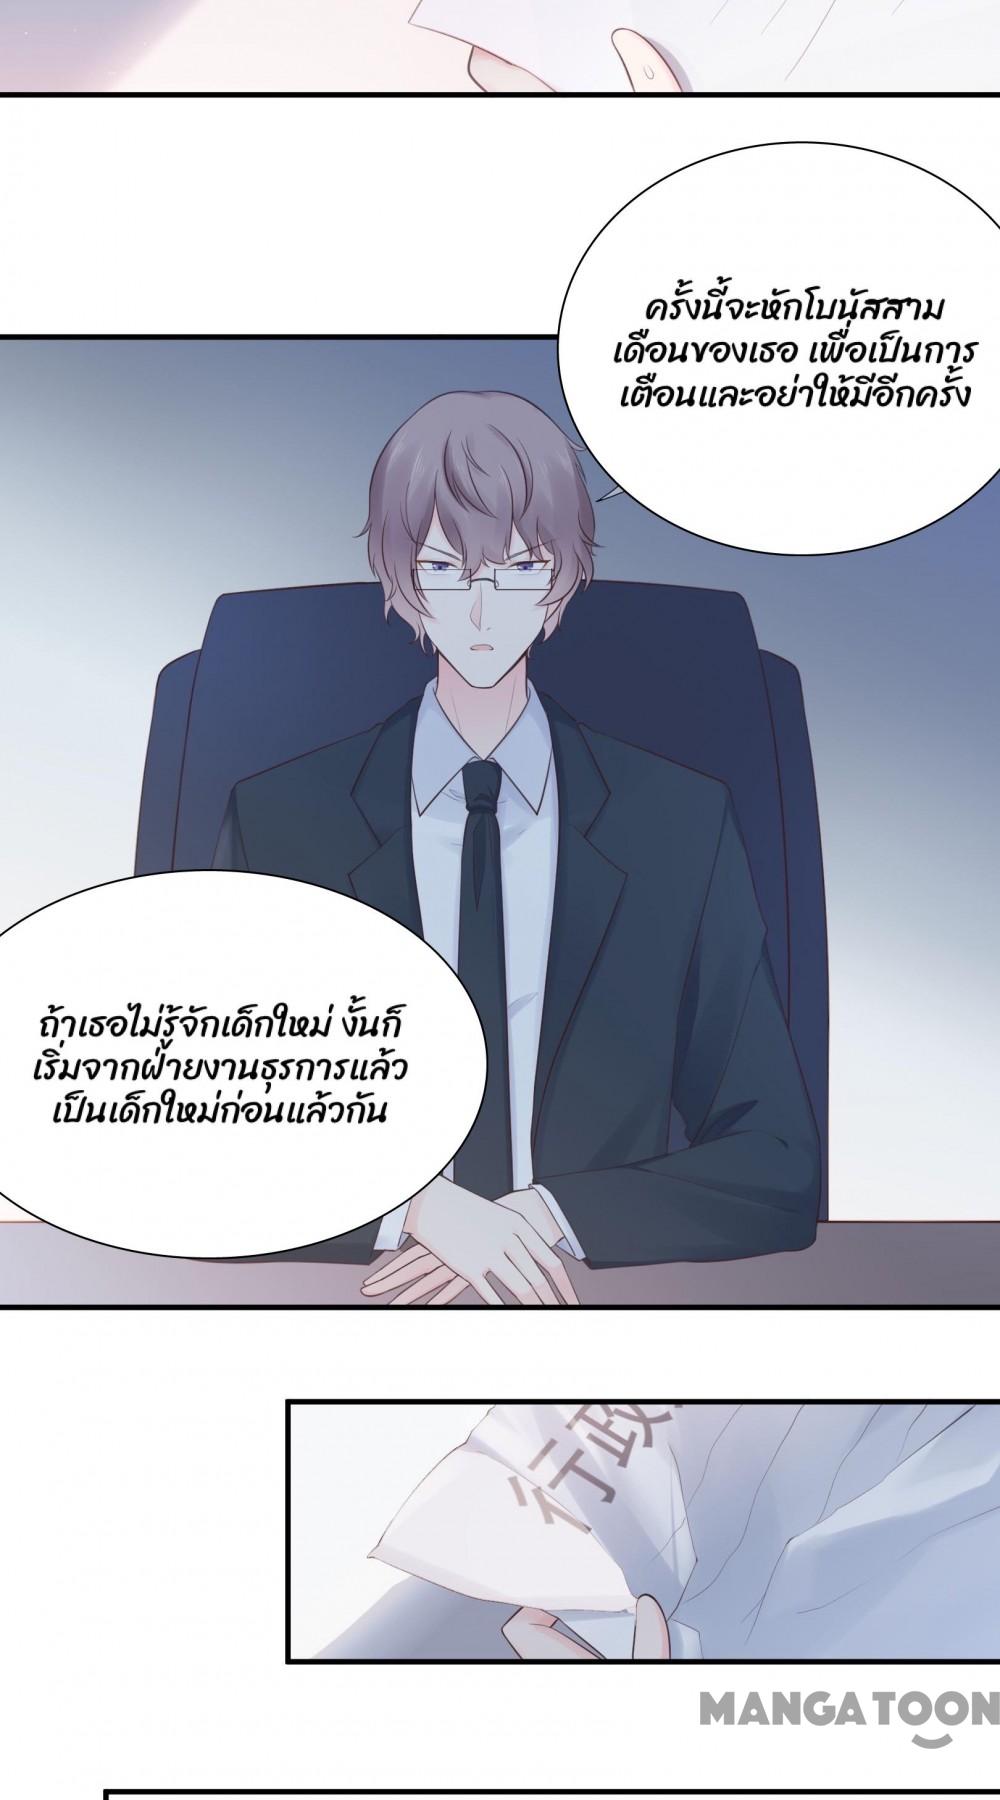 ครั้งนี้จะหักโบนัสสาม
เดือนของเธอ เพื่อเป็นการ
เตือนและอย่าให้มีอีกครั้ง
ถ้าเธอไม่รู้จักเด็กใหม่ งั้นก็
เริ่มจากฝ่ายงานธุรการแล้ว
เป็นเด็กใหม่ก่อนแล้วกัน
行政
MANGATOON